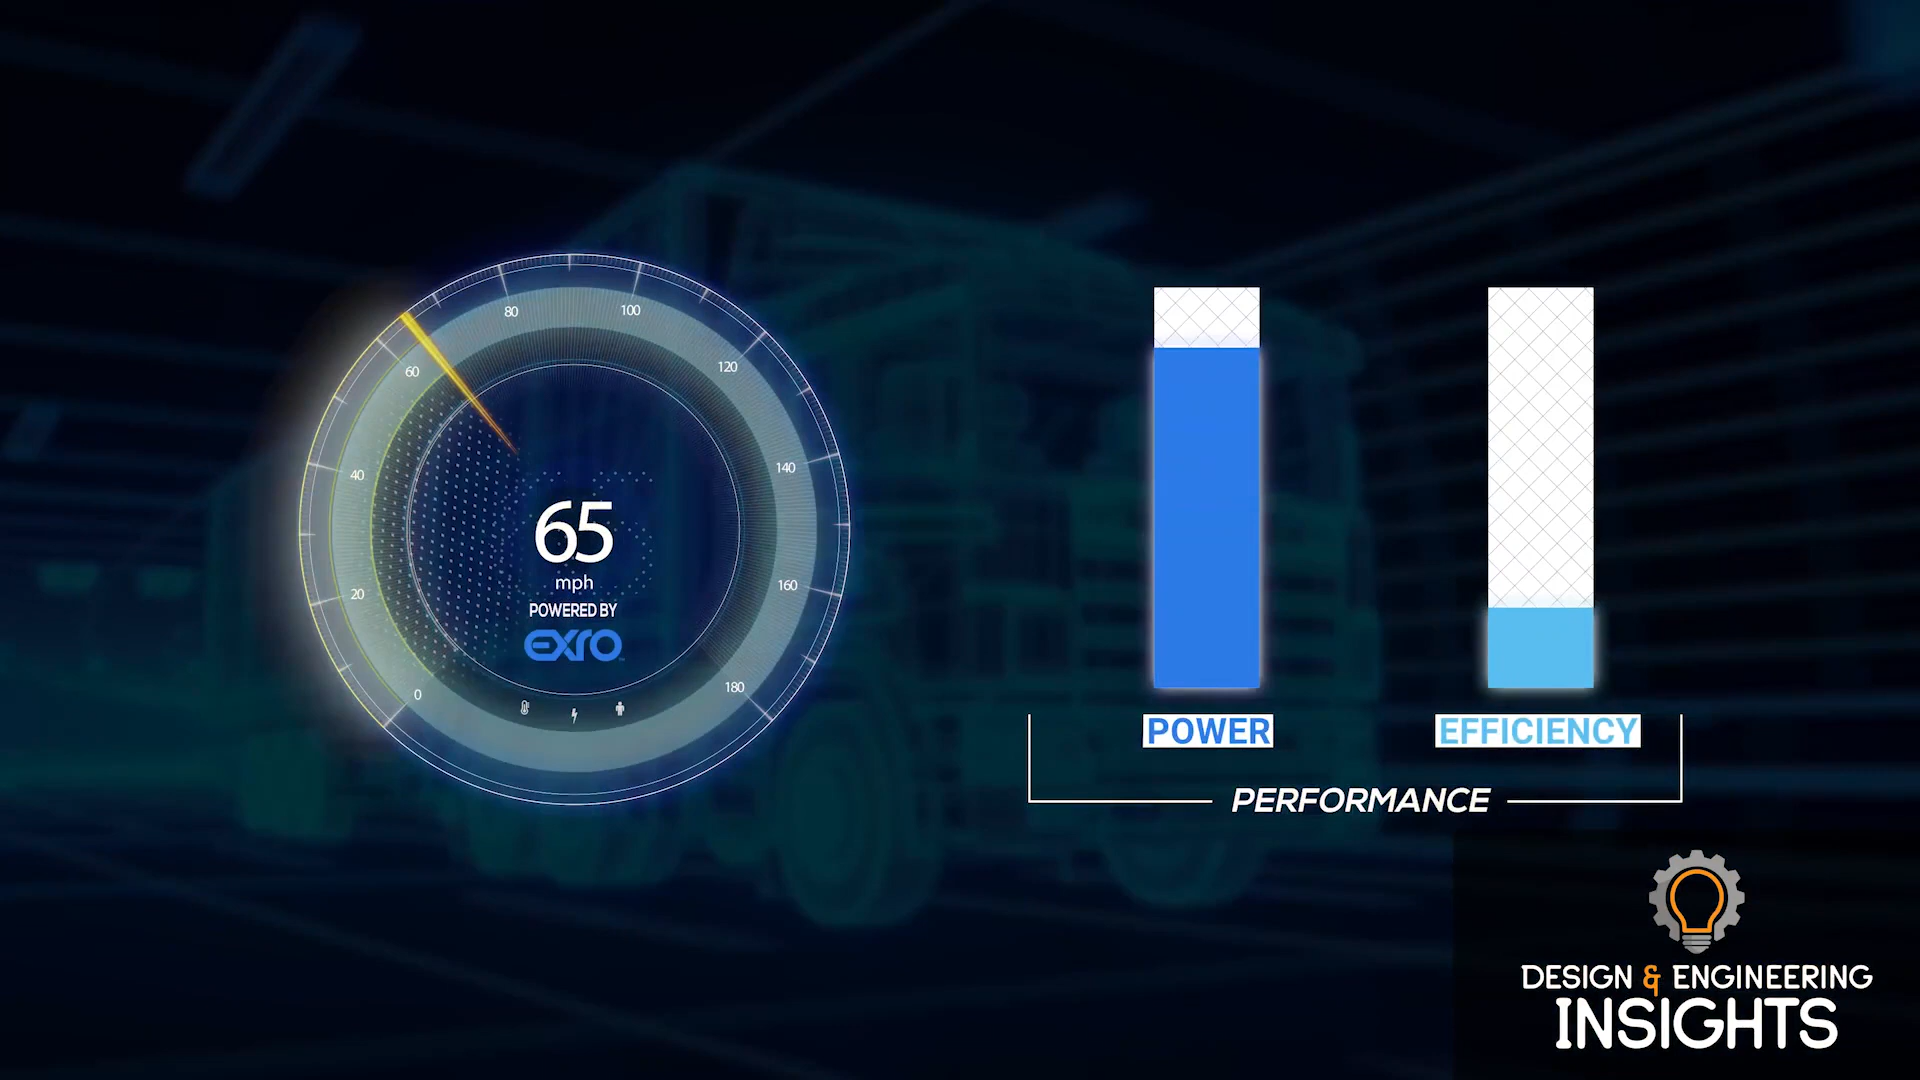 80
100
60
120
40
140
65
mph
20
160
POWERED BY
exro
0
180
POWER
EFFICIENCY
PERFORMANCE
DESIGN & ENGINEERING
INSIGHTS